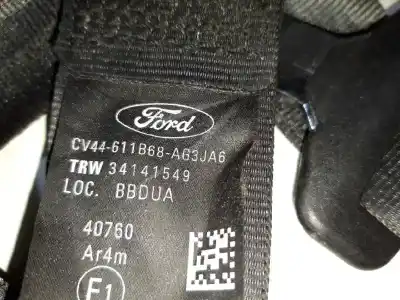 Ford
CV44-611B68-AG3JA6
TRW 34141549
LOC. BBDUA
40760
Ar4m
E1